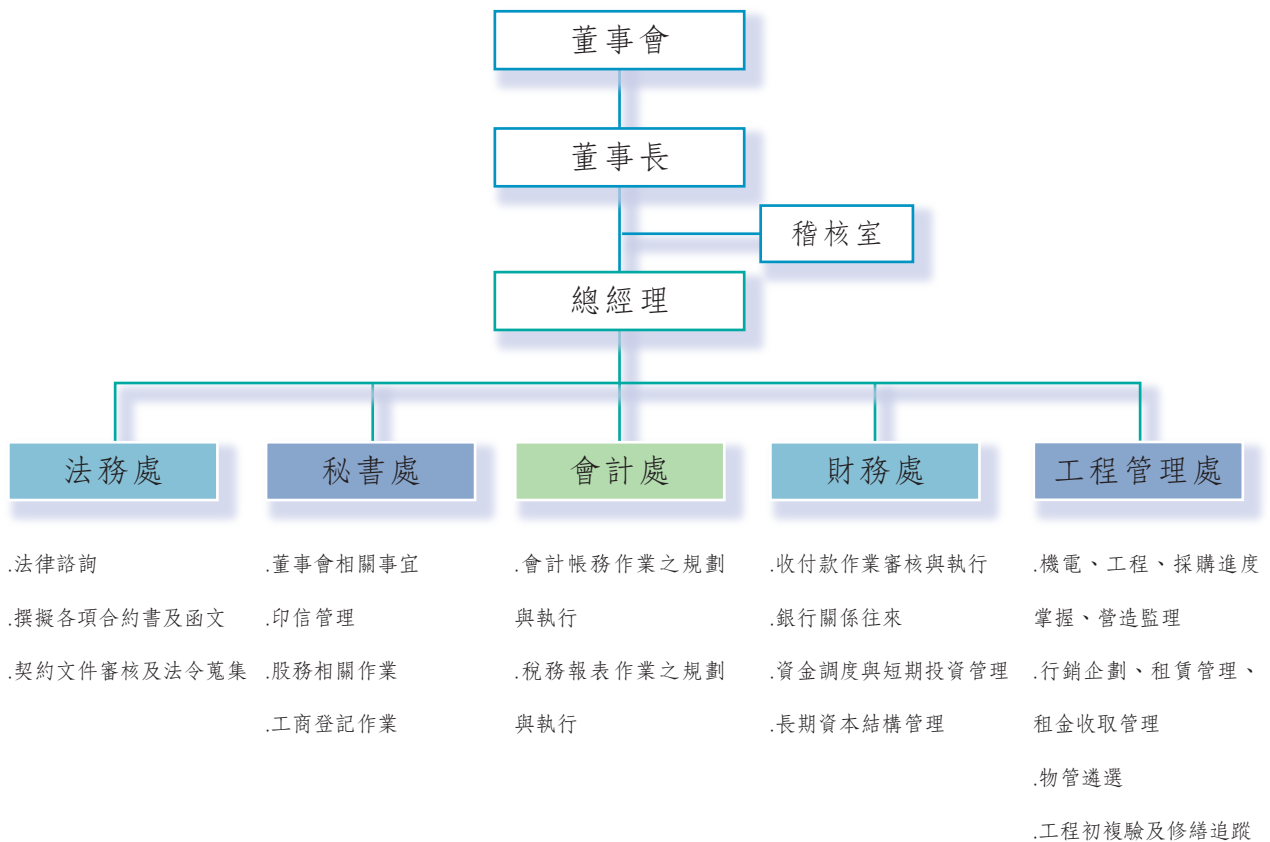 董事會
董事長
稽核室
總經理
法務處
秘書處
會計處
財務處
工程管理處
.法律諮詢
.撰擬各項合約書及函文
.契約文件審核及法令蒐集
.董事會相關事宜
.印信管理
.股務相關作業
.工商登記作業
.會計帳務作業之規劃
與執行
.稅務報表作業之規劃
與執行
.收付款作業審核與執行
.銀行關係往來
.資金調度與短期投資管理
.長期資本結構管理
.機電、工程、採購進度
掌握、營造監理
.行銷企劃、租賃管理、
租金收取管理
.物管遴選
.工程初複驗及修繕追蹤